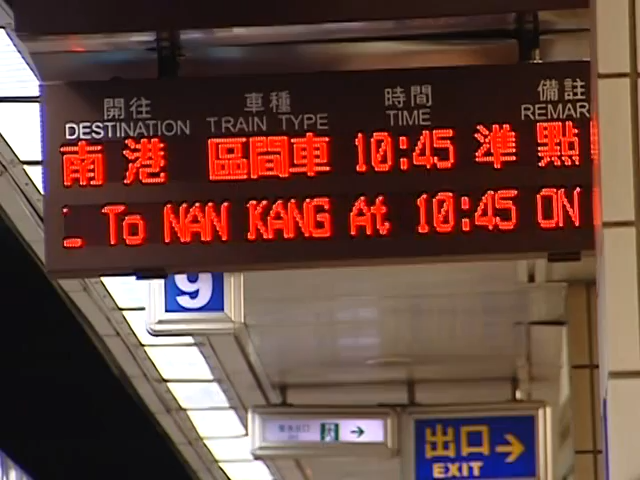 開往 車種 時間 備註
DESTINATION TRAIN TYPE TIME REMAR
南港 區間車 10:45 準點
To NAN KANG At 10:45 ON
9
出口
EXIT